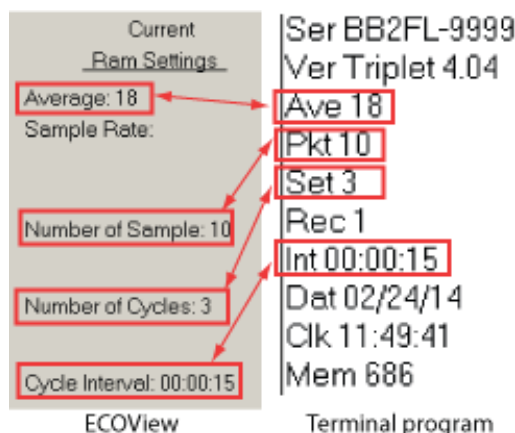 Current
Ram Settings
Average: 18
Sample Rate:
Number of Sample: 10
Number of Cycles: 3
Cycle Interval: 00:00:15
ECOView
Ser BB2FL-9999
Ver Triplet 4.04
Ave 18
Pkt 10
Set 3
Rec 1
Int 00:00:15
Dat 02/24/14
Clk 11:49:41
Mem 686
Terminal program